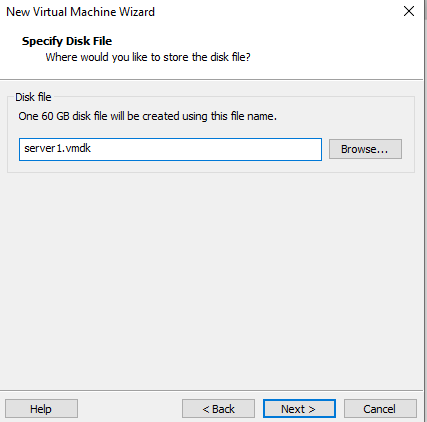 New Virtual Machine Wizard
Specify Disk File
Where would you like to store the disk file?
Disk file
One 60 GB disk file will be created using this file name.
server1.vmdk
Browse...
Help
< Back
Next >
Cancel